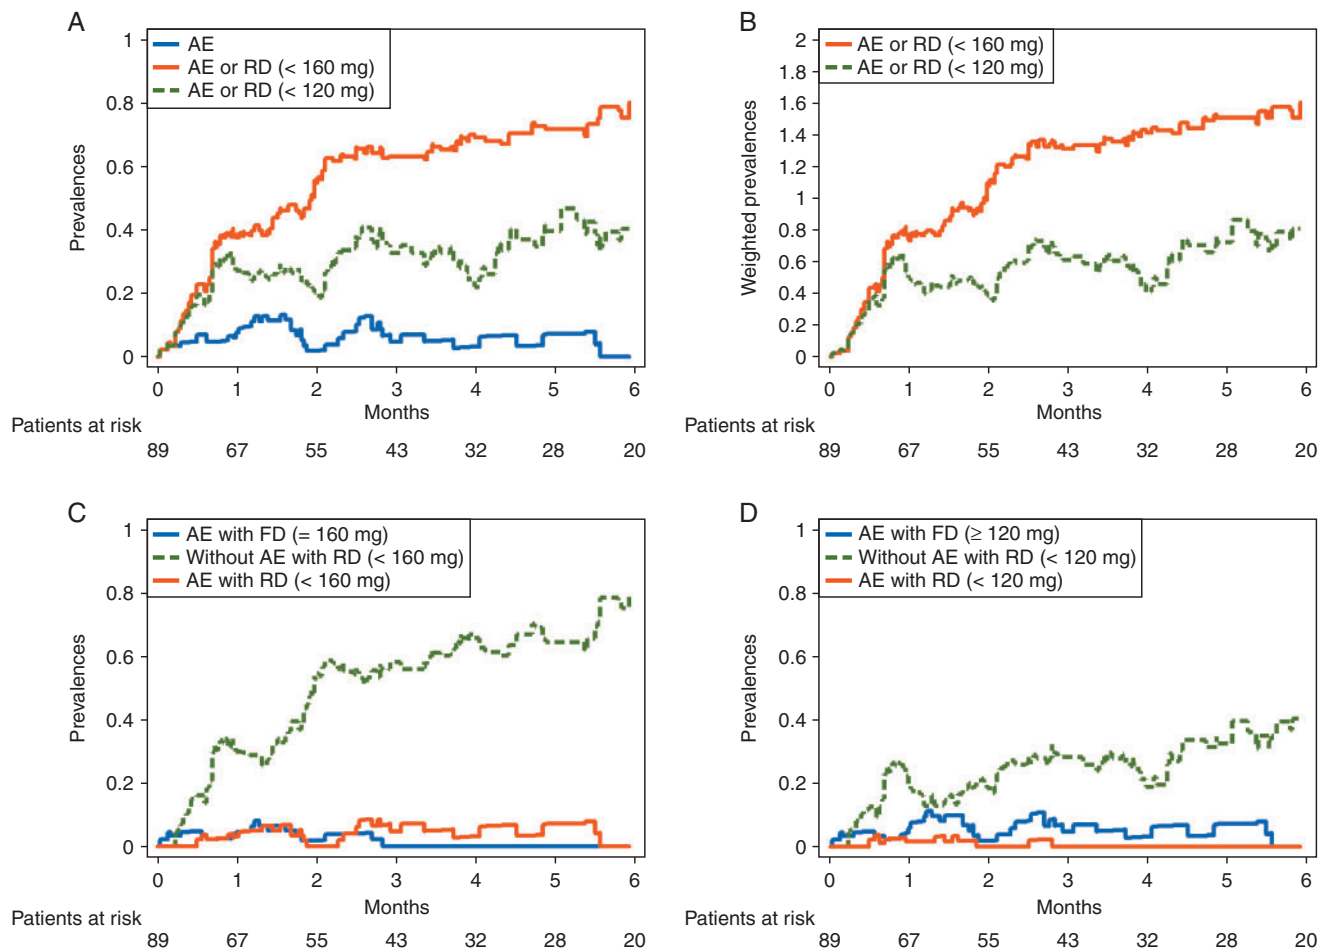 A
1
0.8
0.6
0.4
0.2
0
Prevalences
AE
AE or RD (< 160 mg)
AE or RD (< 120 mg)
0 1 2 3 4 5 6
Months
Patients at risk
89 67 55 43 32 28 20
B
2
1.8
1.6
1.4
1.2
1
0.8
0.6
0.4
0.2
0
Weighted prevalences
AE or RD (< 160 mg)
AE or RD (< 120 mg)
0 1 2 3 4 5 6
Months
Patients at risk
89 67 55 43 32 28 20
C
1
0.8
0.6
0.4
0.2
0
Prevalences
AE with FD (= 160 mg)
Without AE with RD (< 160 mg)
AE with RD (< 160 mg)
0 1 2 3 4 5 6
Months
Patients at risk
89 67 55 43 32 28 20
D
1
0.8
0.6
0.4
0.2
0
Prevalences
AE with FD (≥ 120 mg)
Without AE with RD (< 120 mg)
AE with RD (< 120 mg)
0 1 2 3 4 5 6
Months
Patients at risk
89 67 55 43 32 28 20